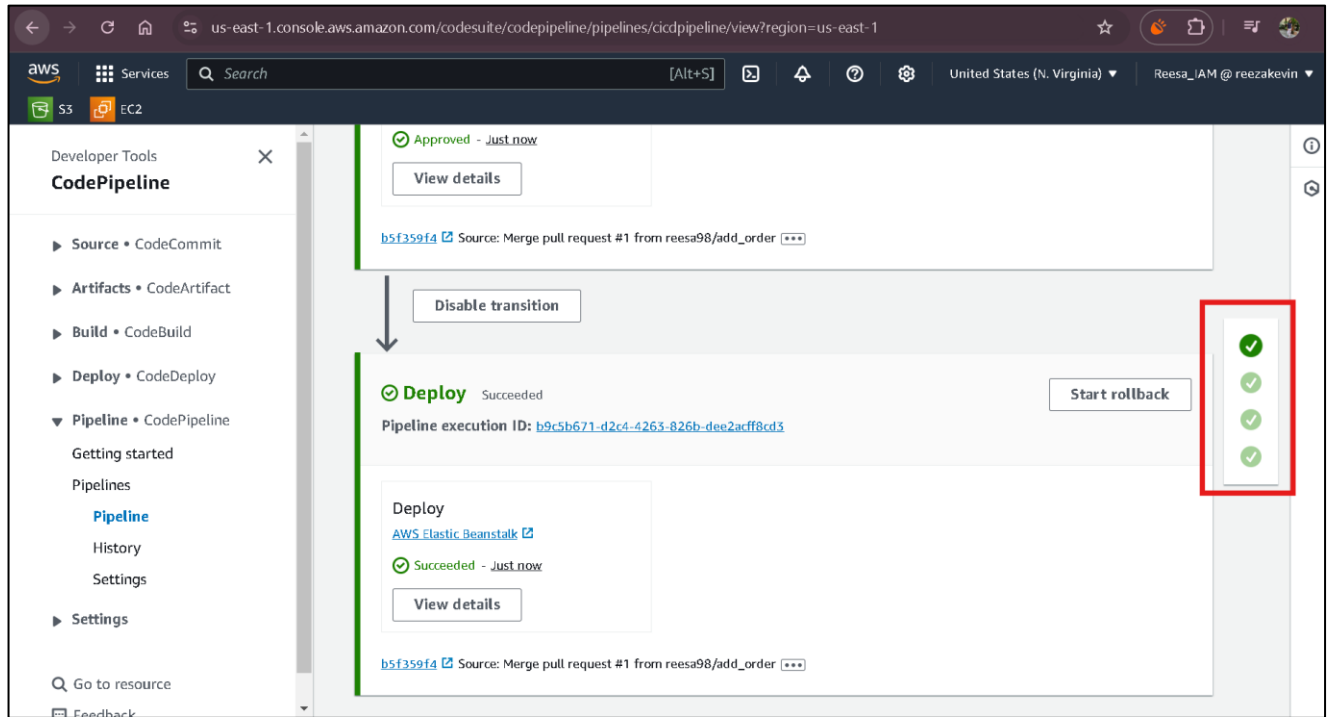 us-east-1.console.aws.amazon.com/codesuite/codepipeline/pipelines/cicdpipeline/view?region=us-east-1
aws Services Search [Alt+S] United States (N. Virginia) ▼ Reesa_IAM @ reezakevin ▼
S3 EC2
Developer Tools
CodePipeline
Source • CodeCommit
Artifacts • CodeArtifact
Build • CodeBuild
Deploy • CodeDeploy
Pipeline • CodePipeline
Getting started
Pipelines
Pipeline
History
Settings
Settings
Go to resource
Feedback
Approved - Just now
View details
b5f359f4 Source: Merge pull request #1 from reesa98/add_order
Disable transition
Deploy Succeeded
Start rollback
Pipeline execution ID: b9c5b671-d2c4-4263-826b-dee2acff8cd3
Deploy
AWS Elastic Beanstalk
Succeeded - Just now
View details
b5f359f4 Source: Merge pull request #1 from reesa98/add_order